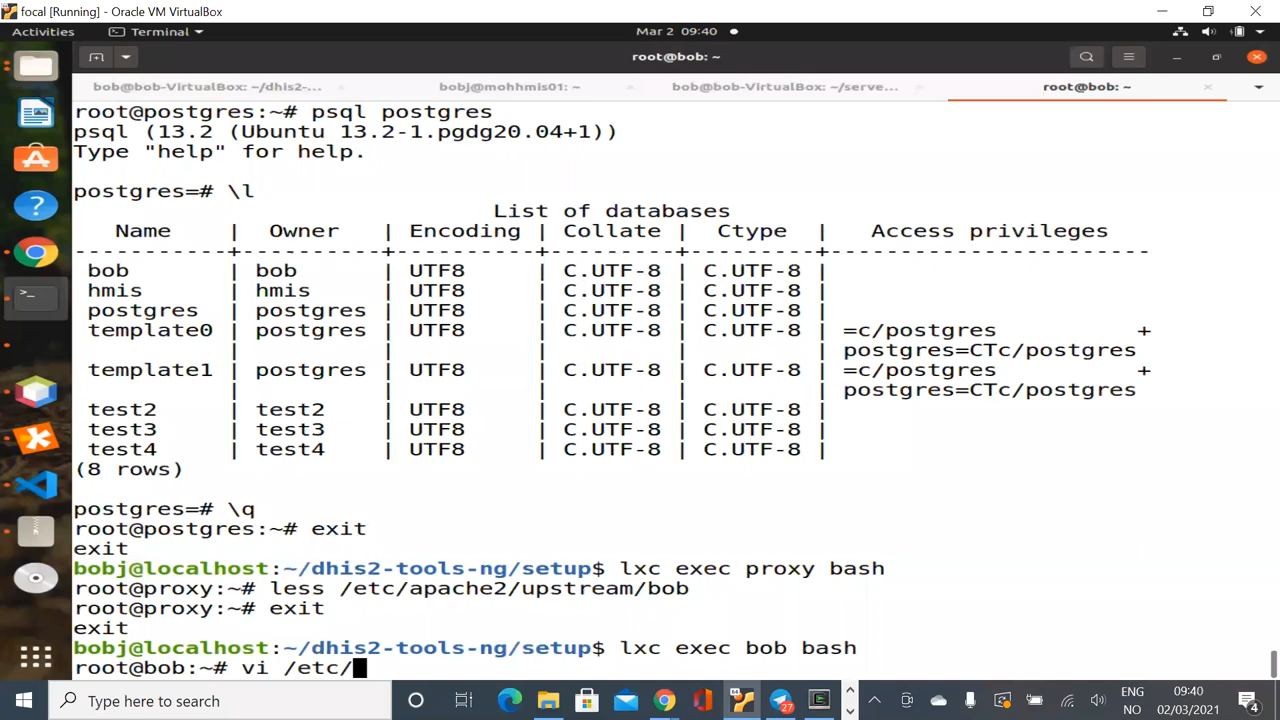 focal [Running] - Oracle VM VirtualBox
Activities Terminal Mar 2 09:40
root@bob: ~
bob@bob-VirtualBox: ~/dhis2-... bobj@mohhmis01: ~ bob@bob-VirtualBox: ~/serve... root@bob: ~
root@postgres:~# psql postgres
psql (13.2 (Ubuntu 13.2-1.pgdg20.04+1))
Type "help" for help.
postgres=# \l
List of databases
Name | Owner | Encoding | Collate | Ctype | Access privileges
-----------+----------+----------+---------+---------+-----------------------
bob | bob | UTF8 | C.UTF-8 | C.UTF-8 |
hmis | hmis | UTF8 | C.UTF-8 | C.UTF-8 |
postgres | postgres | UTF8 | C.UTF-8 | C.UTF-8 |
template0 | postgres | UTF8 | C.UTF-8 | C.UTF-8 | =c/postgres +
| | | | | postgres=CTc/postgres
template1 | postgres | UTF8 | C.UTF-8 | C.UTF-8 | =c/postgres +
| | | | | postgres=CTc/postgres
test2 | test2 | UTF8 | C.UTF-8 | C.UTF-8 |
test3 | test3 | UTF8 | C.UTF-8 | C.UTF-8 |
test4 | test4 | UTF8 | C.UTF-8 | C.UTF-8 |
(8 rows)
postgres=# \q
root@postgres:~# exit
exit
bobj@localhost:~/dhis2-tools-ng/setup$ lxc exec proxy bash
root@proxy:~# less /etc/apache2/upstream/bob
root@proxy:~# exit
exit
bobj@localhost:~/dhis2-tools-ng/setup$ lxc exec bob bash
root@bob:~# vi /etc/
Type here to search
27
ENG
NO
09:40
02/03/2021
4